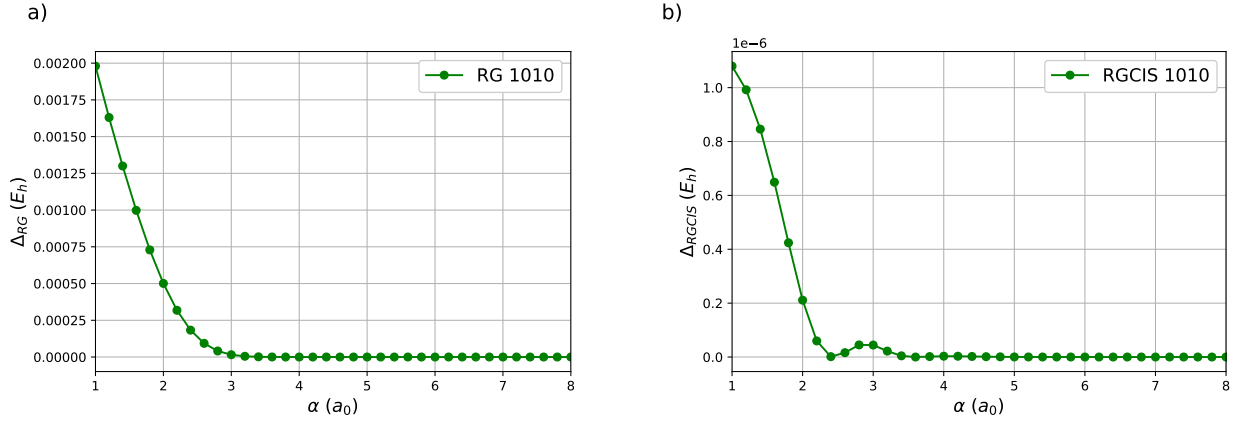 a)
0.00200
0.00175
0.00150
0.00125
0.00100
0.00075
0.00050
0.00025
0.00000
Δ_RG (E_h)
RG 1010
1 2 3 4 5 6 7 8
α (a₀)
b)
1e−6
1.0
0.8
0.6
0.4
0.2
0.0
Δ_RGCIS (E_h)
RGCIS 1010
1 2 3 4 5 6 7 8
α (a₀)